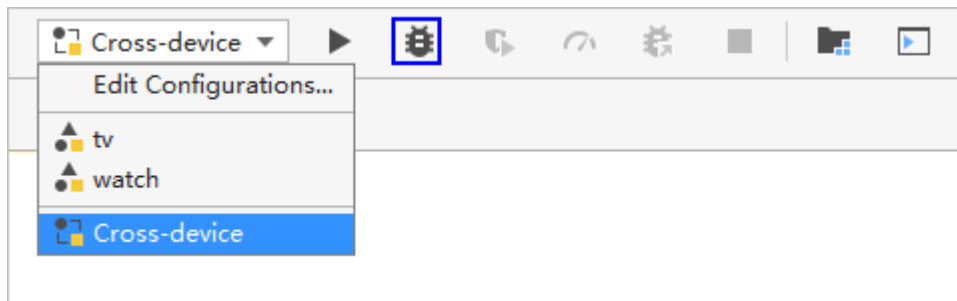 Cross-device
Edit Configurations...
tv
watch
Cross-device